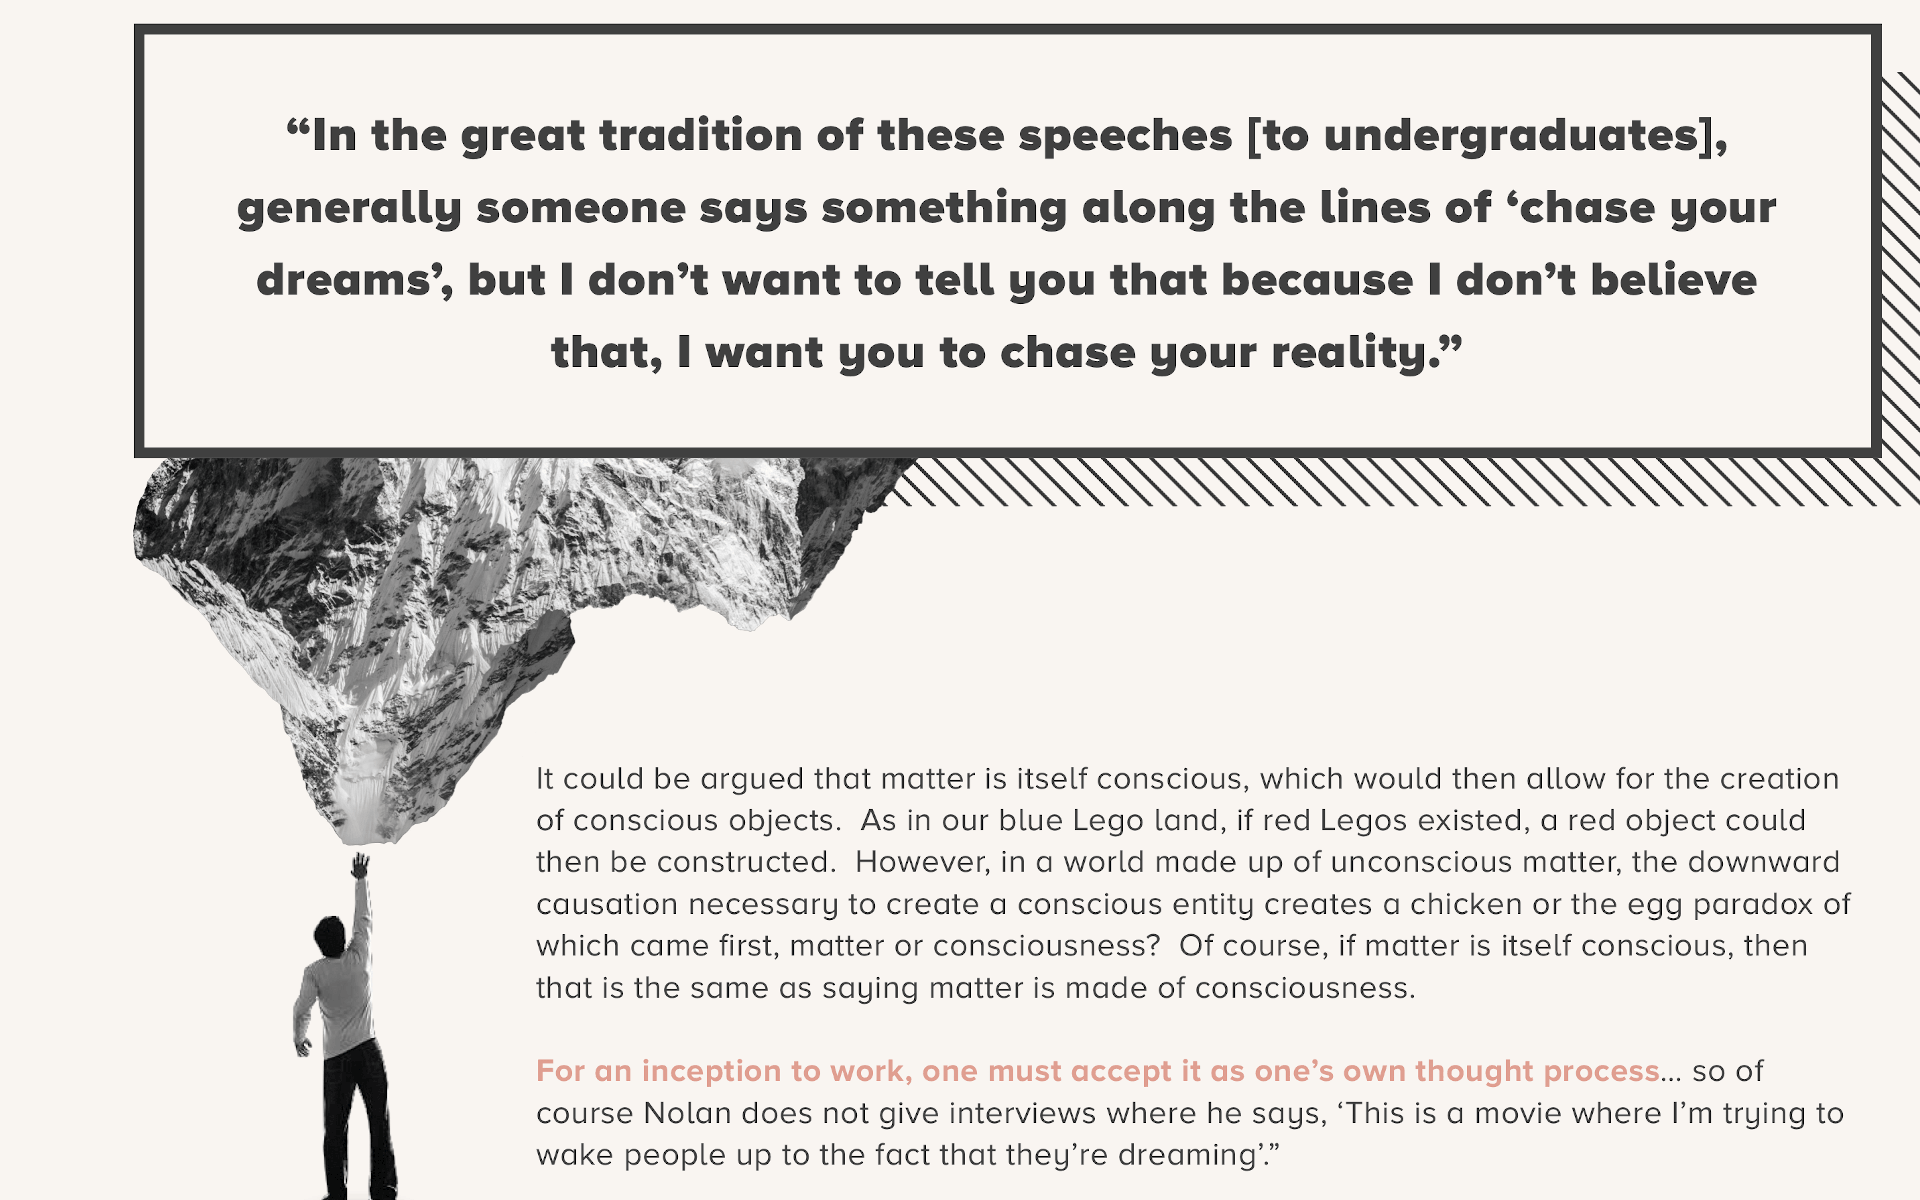 “In the great tradition of these speeches [to undergraduates],
generally someone says something along the lines of ‘chase your
dreams’, but I don’t want to tell you that because I don’t believe
that, I want you to chase your reality.”
It could be argued that matter is itself conscious, which would then allow for the creation
of conscious objects.  As in our blue Lego land, if red Legos existed, a red object could
then be constructed.  However, in a world made up of unconscious matter, the downward
causation necessary to create a conscious entity creates a chicken or the egg paradox of
which came first, matter or consciousness?  Of course, if matter is itself conscious, then
that is the same as saying matter is made of consciousness.
For an inception to work, one must accept it as one’s own thought process... so of
course Nolan does not give interviews where he says, ‘This is a movie where I’m trying to
wake people up to the fact that they’re dreaming’.”